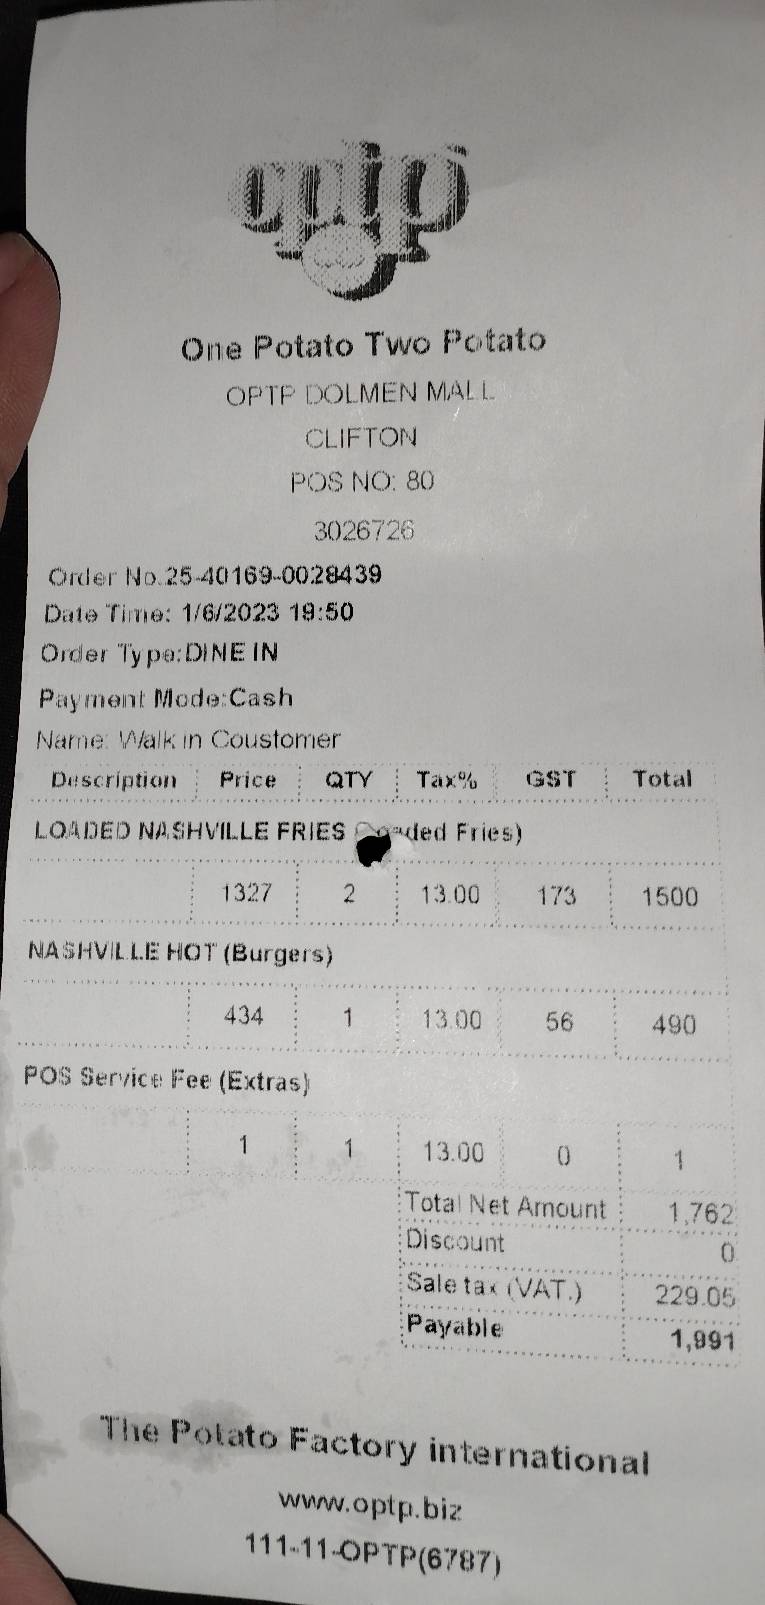 optp
One Potato Two Potato
OPTP DOLMEN MALL
CLIFTON
POS NO: 80
3026726
Order No.25-40169-0028439
Date Time: 1/6/2023 19:50
Order Type:DINE IN
Payment Mode:Cash
Name: Walk in Coustomer
Description Price QTY Tax% GST Total
LOADED NASHVILLE FRIES (Loaded Fries)
1327 2 13.00 173 1500
NASHVILLE HOT (Burgers)
434 1 13.00 56 490
POS Service Fee (Extras)
1 1 13.00 0 1
Total Net Amount 1,762
Discount 0
Sale tax (VAT.) 229.05
Payable 1,991
The Potato Factory international
www.optp.biz
111-11-OPTP(6787)